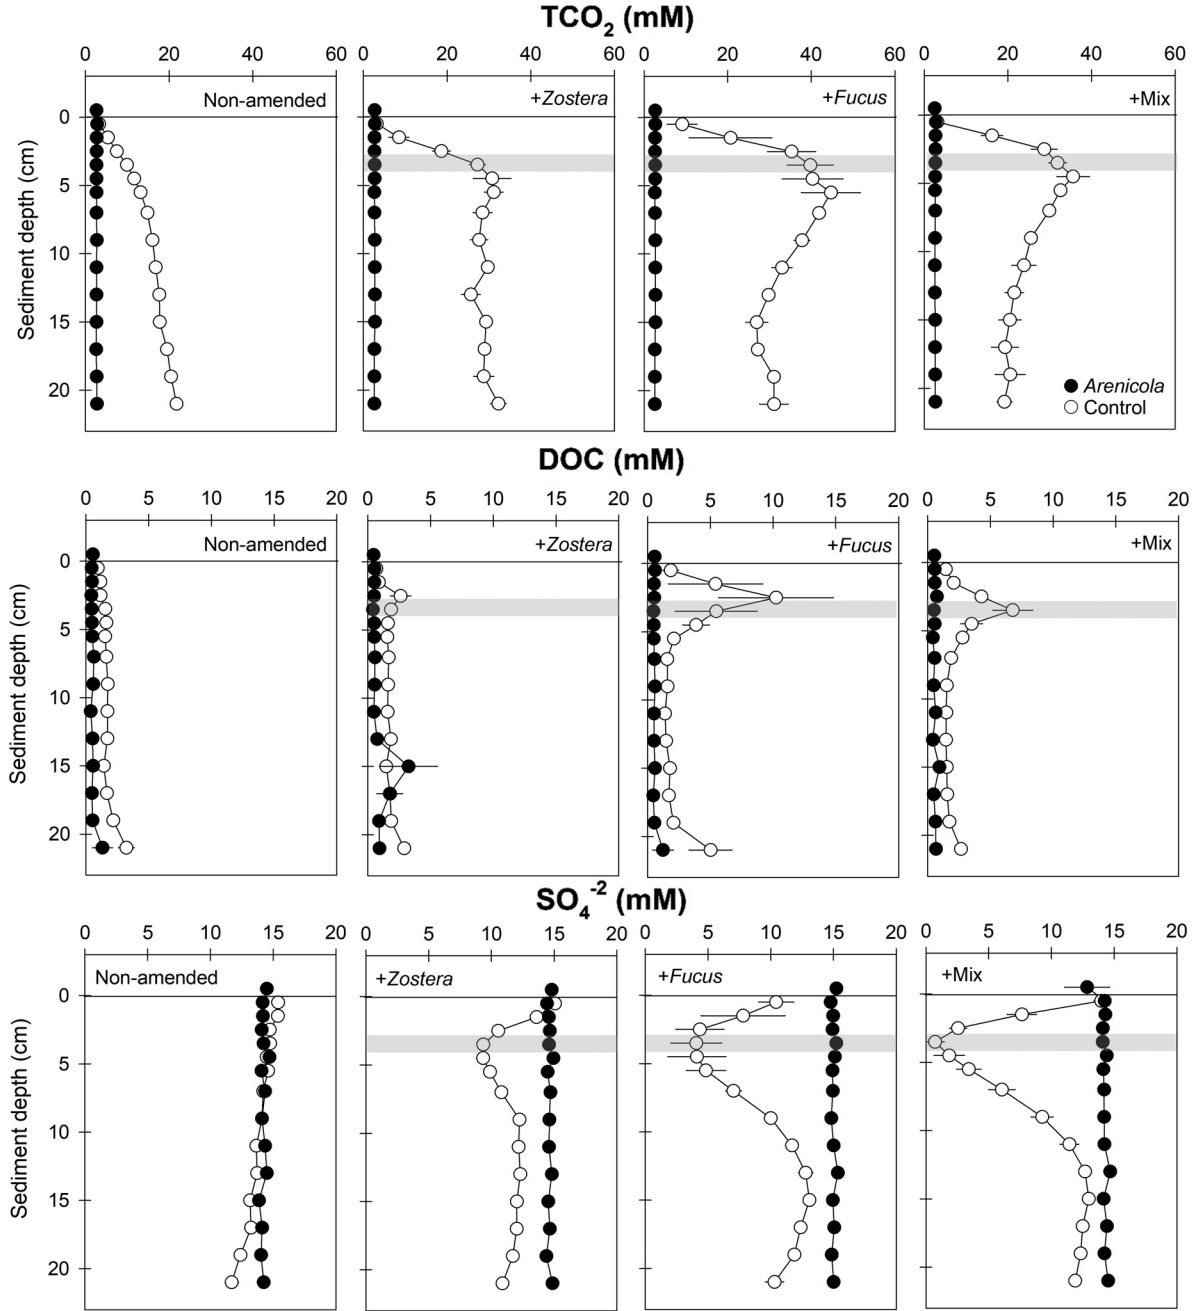 TCO2 (mM)
0 20 40 60 0 20 40 60 0 20 40 60 0 20 40 60
Non-amended +Zostera +Fucus +Mix
0
5
10
15
20
Sediment depth (cm)
Arenicola
Control
DOC (mM)
0 5 10 15 20 0 5 10 15 20 0 5 10 15 20 0 5 10 15 20
Non-amended +Zostera +Fucus +Mix
0
5
10
15
20
Sediment depth (cm)
SO4-2 (mM)
0 5 10 15 20 0 5 10 15 20 0 5 10 15 20 0 5 10 15 20
Non-amended +Zostera +Fucus +Mix
0
5
10
15
20
Sediment depth (cm)